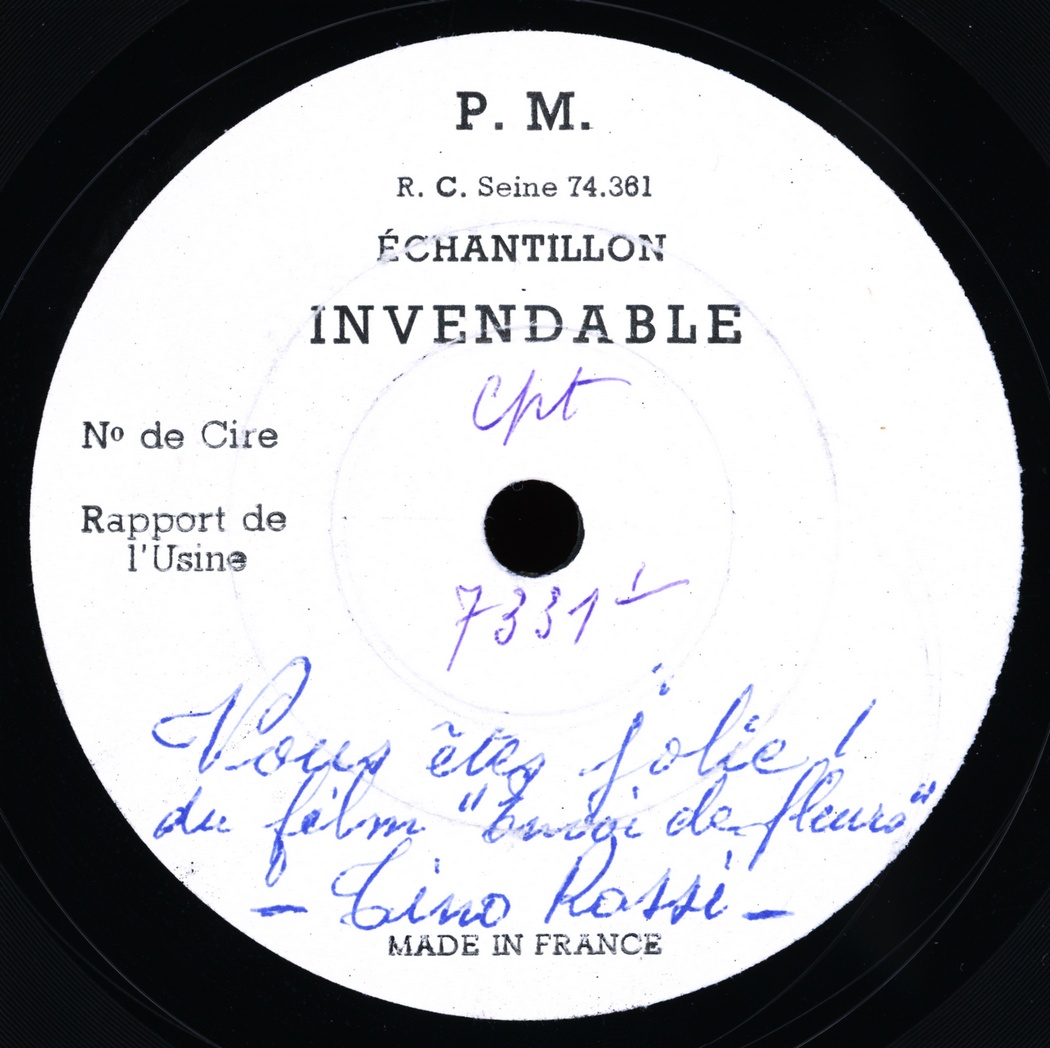 P. M.
R. C. Seine 74.361
ÉCHANTILLON
INVENDABLE
cpt
Nº de Cire
Rapport de
l'Usine
7331 ¹
Vous êtes jolie !
du film "Envoi de fleurs"
— Tino Rossi —
MADE IN FRANCE